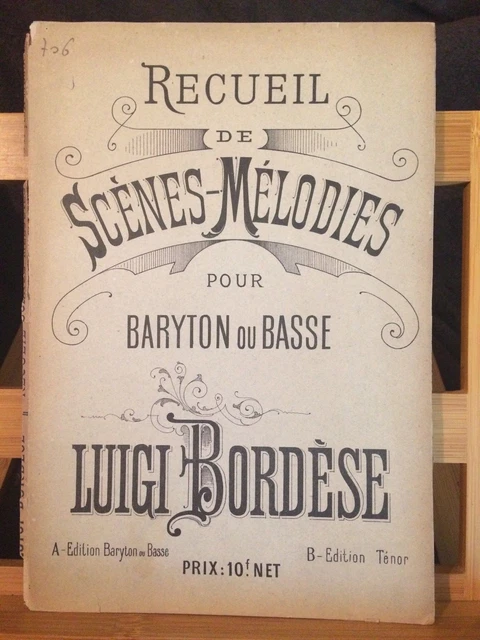 706
RECUEIL
DE
SCÈNES-MÉLODIES
POUR
BARYTON OU BASSE
LUIGI BORDÈSE
A-Edition Baryton ou Basse
B-Edition Ténor
PRIX: 10f. NET